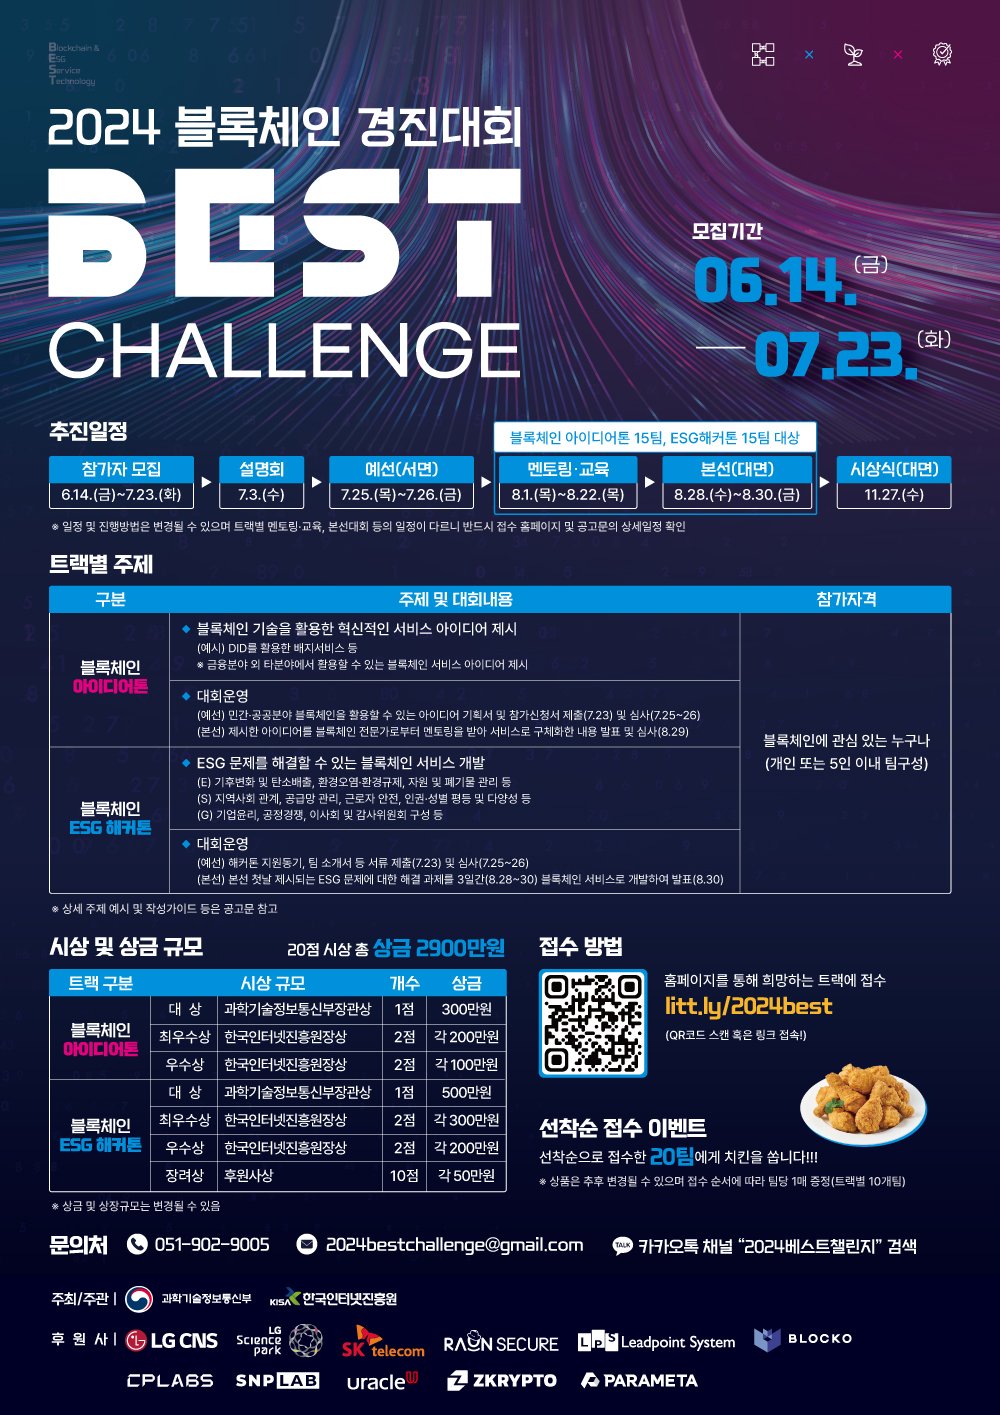 Blockchain &
ESG
Service
Technology
2024 블록체인 경진대회
BEST
CHALLENGE
모집기간
06.14.(금)
— 07.23.(화)
추진일정
블록체인 아이디어톤 15팀, ESG해커톤 15팀 대상
참가자 모집 ▶ 설명회 ▶ 예선(서면) ▶ 멘토링·교육 ▶ 본선(대면) ▶ 시상식(대면)
6.14.(금)~7.23.(화) 7.3.(수) 7.25.(목)~7.26.(금) 8.1.(목)~8.22.(목) 8.28.(수)~8.30.(금) 11.27.(수)
※ 일정 및 진행방법은 변경될 수 있으며 트랙별 멘토링·교육, 본선대회 등의 일정이 다르니 반드시 접수 홈페이지 및 공고문의 상세일정 확인
트랙별 주제
구분 주제 및 대회내용 참가자격
블록체인
아이디어톤
◆ 블록체인 기술을 활용한 혁신적인 서비스 아이디어 제시
(예시) DID를 활용한 배지서비스 등
※ 금융분야 외 타분야에서 활용할 수 있는 블록체인 서비스 아이디어 제시
◆ 대회운영
(예선) 민간·공공분야 블록체인을 활용할 수 있는 아이디어 기획서 및 참가신청서 제출(7.23) 및 심사(7.25~26)
(본선) 제시한 아이디어를 블록체인 전문가로부터 멘토링을 받아 서비스로 구체화한 내용 발표 및 심사(8.29)
블록체인에 관심 있는 누구나
(개인 또는 5인 이내 팀구성)
블록체인
ESG 해커톤
◆ ESG 문제를 해결할 수 있는 블록체인 서비스 개발
(E) 기후변화 및 탄소배출, 환경오염·환경규제, 자원 및 폐기물 관리 등
(S) 지역사회 관계, 공급망 관리, 근로자 안전, 인권·성별 평등 및 다양성 등
(G) 기업윤리, 공정경쟁, 이사회 및 감사위원회 구성 등
◆ 대회운영
(예선) 해커톤 지원동기, 팀 소개서 등 서류 제출(7.23) 및 심사(7.25~26)
(본선) 본선 첫날 제시되는 ESG 문제에 대한 해결 과제를 3일간(8.28~30) 블록체인 서비스로 개발하여 발표(8.30)
※ 상세 주제 예시 및 작성가이드 등은 공고문 참고
시상 및 상금 규모 20점 시상 총 상금 2900만원
트랙 구분 시상 규모 개수 상금
블록체인
아이디어톤
대 상 과학기술정보통신부장관상 1점 300만원
최우수상 한국인터넷진흥원장상 2점 각 200만원
우수상 한국인터넷진흥원장상 2점 각 100만원
블록체인
ESG 해커톤
대 상 과학기술정보통신부장관상 1점 500만원
최우수상 한국인터넷진흥원장상 2점 각 300만원
우수상 한국인터넷진흥원장상 2점 각 200만원
장려상 후원사상 10점 각 50만원
※ 상금 및 상장규모는 변경될 수 있음
접수 방법
홈페이지를 통해 희망하는 트랙에 접수
litt.ly/2024best
(QR코드 스캔 혹은 링크 접속!)
선착순 접수 이벤트
선착순으로 접수한 20팀에게 치킨을 쏩니다!!!
※ 상품은 추후 변경될 수 있으며 접수 순서에 따라 팀당 1매 증정(트랙별 10개팀)
문의처 051-902-9005 2024bestchallenge@gmail.com TALK 카카오톡 채널 “2024베스트챌린지” 검색
주최/주관 | 과학기술정보통신부 KISA 한국인터넷진흥원
후 원 사 | LG CNS LG Science park SK telecom RAON SECURE LPS Leadpoint System BLOCKO
CPLABS SNP LAB uracle U ZKRYPTO PARAMETA